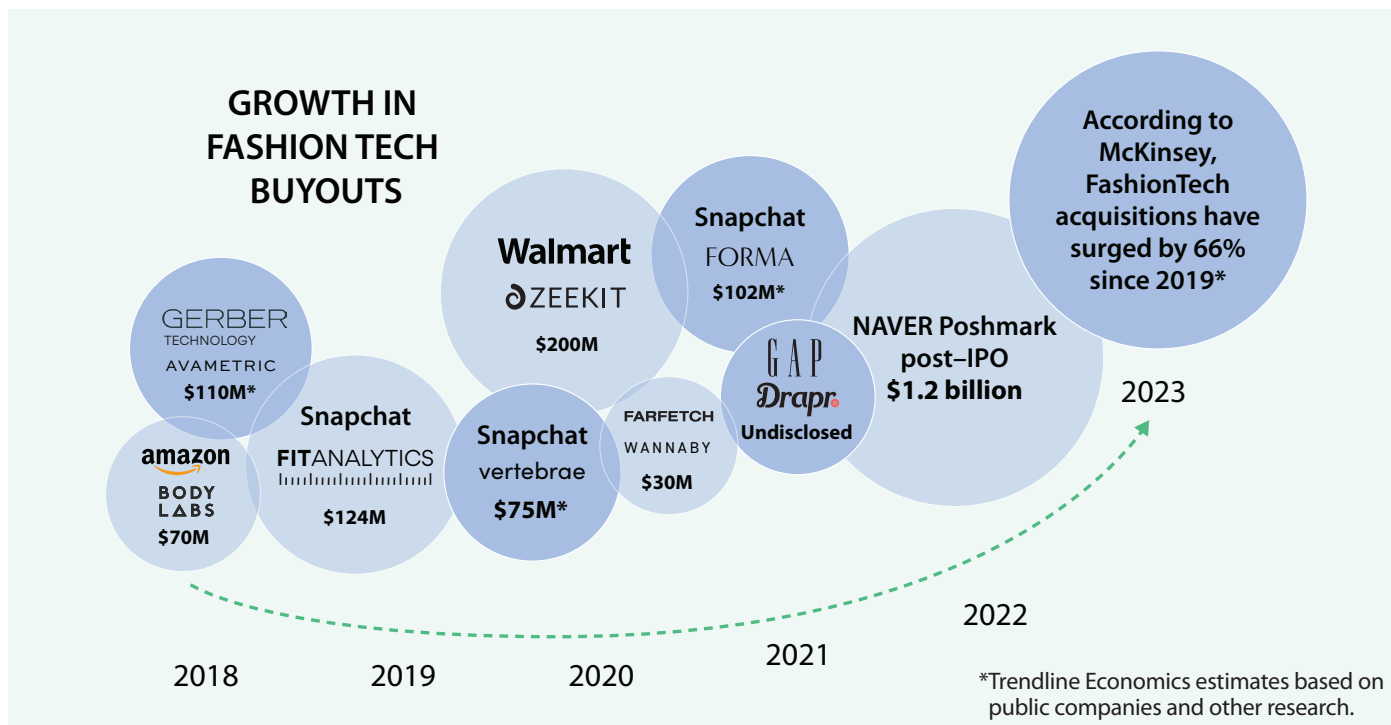 GROWTH IN
FASHION TECH
BUYOUTS
GERBER
TECHNOLOGY
AVAMETRIC
$110M*
amazon
BODY
LABS
$70M
Snapchat
FITANALYTICS
$124M
Walmart
ZEEKIT
$200M
Snapchat
vertebrae
$75M*
FARFETCH
WANNABY
$30M
Snapchat
FORMA
$102M*
GAP
Drapr.
Undisclosed
NAVER Poshmark
post–IPO
$1.2 billion
According to
McKinsey,
FashionTech
acquisitions have
surged by 66%
since 2019*
2018
2019
2020
2021
2022
2023
*Trendline Economics estimates based on
public companies and other research.